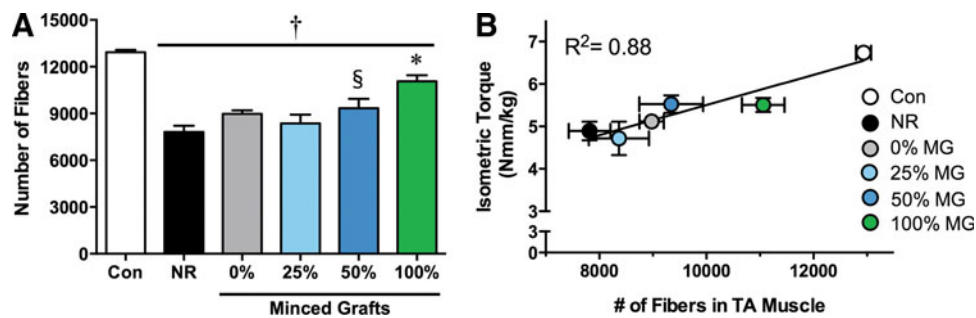 A
Number of Fibers
15000
12000
9000
6000
3000
0
†
§
*
Con NR 0% 25% 50% 100%
Minced Grafts
B
R²= 0.88
Isometric Torque
(Nmm/kg)
7
6
5
4
3
3
0
8000 10000 12000
# of Fibers in TA Muscle
Con
NR
0% MG
25% MG
50% MG
100% MG